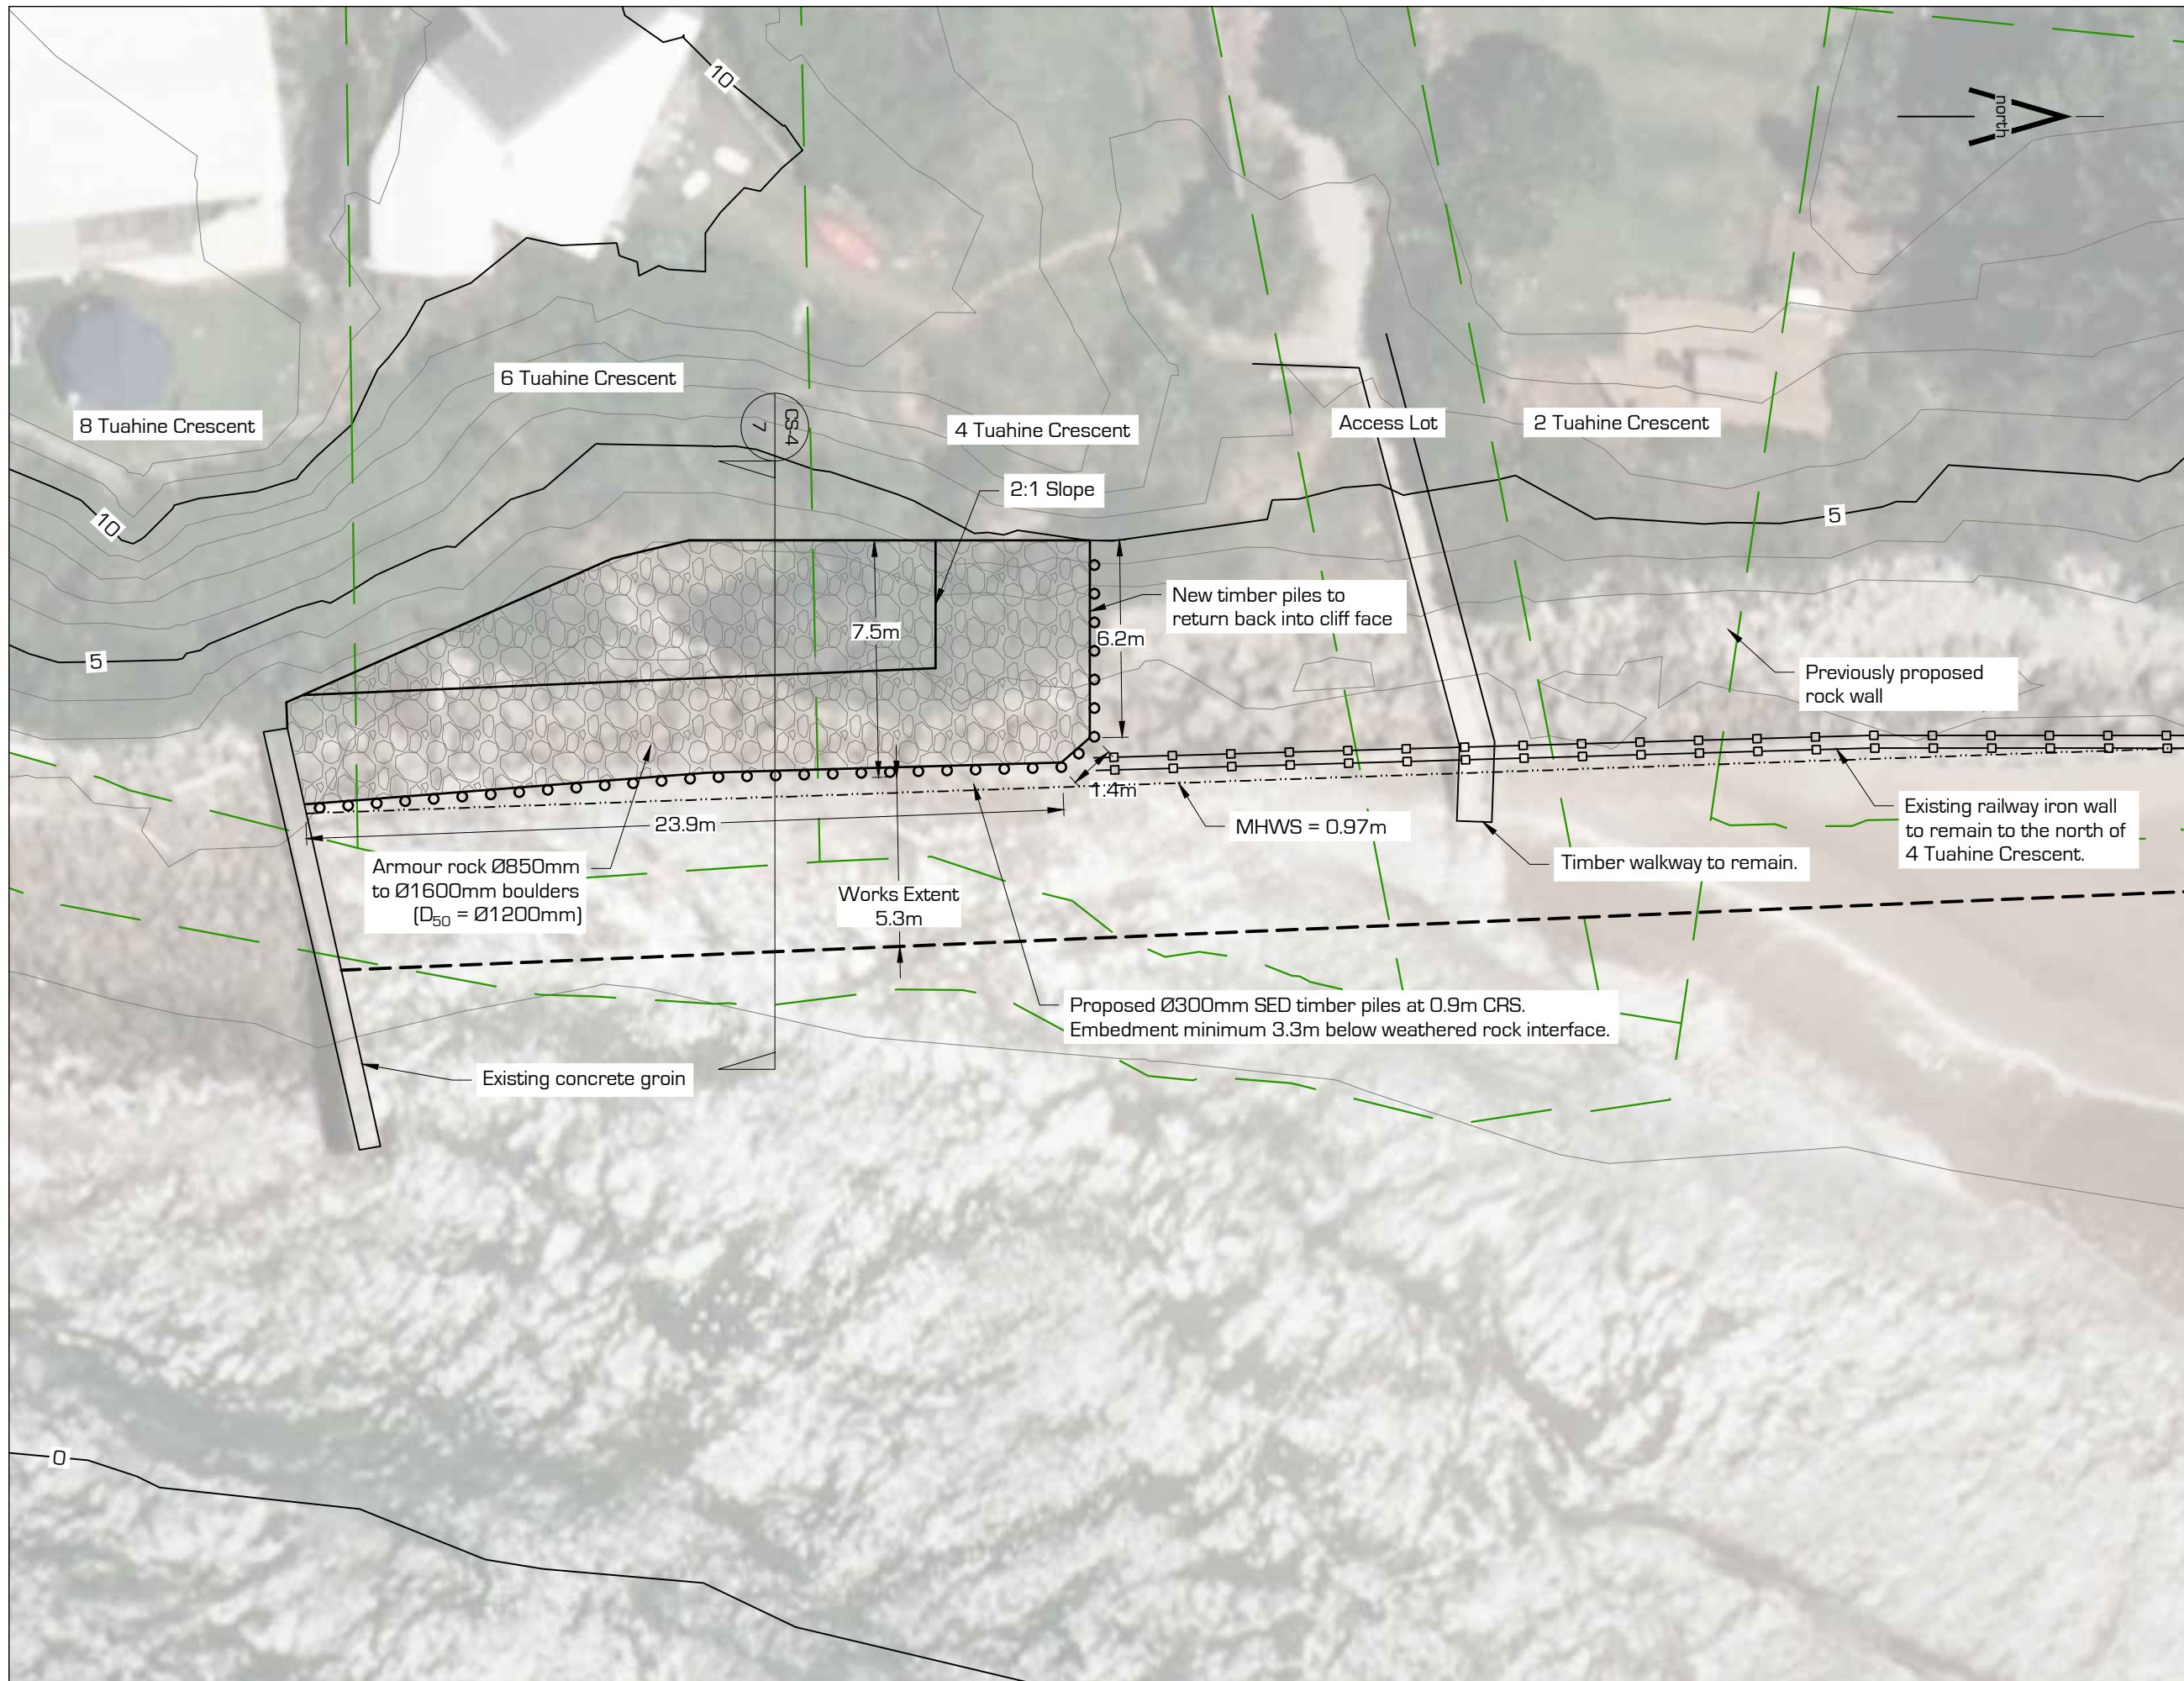 10
north
6 Tuahine Crescent
8 Tuahine Crescent
CS-4
7
4 Tuahine Crescent
Access Lot
2 Tuahine Crescent
2:1 Slope
10
5
New timber piles to
return back into cliff face
7.5m
6.2m
5
Previously proposed
rock wall
1.4m
23.9m
MHWS = 0.97m
Existing railway iron wall
to remain to the north of
4 Tuahine Crescent.
Timber walkway to remain.
Armour rock Ø850mm
to Ø1600mm boulders
(D50 = Ø1200mm)
Works Extent
5.3m
Proposed Ø300mm SED timber piles at 0.9m CRS.
Embedment minimum 3.3m below weathered rock interface.
Existing concrete groin
0